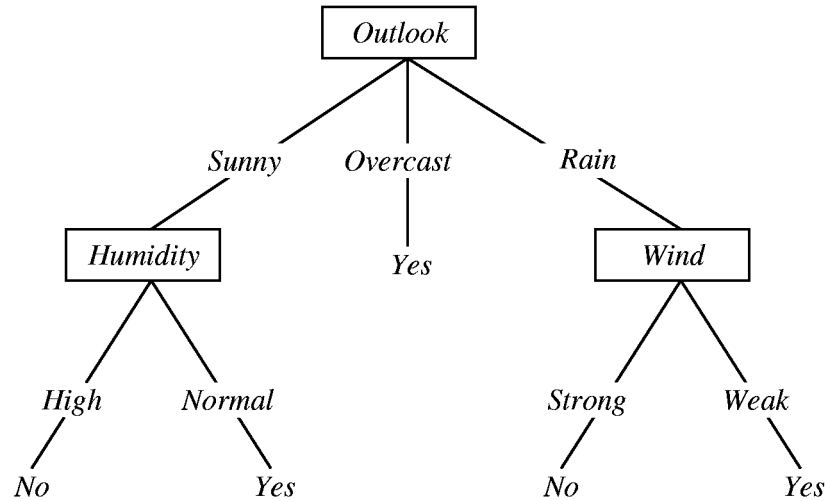 Outlook
Sunny Overcast Rain
Humidity Yes Wind
High Normal Strong Weak
No Yes No Yes